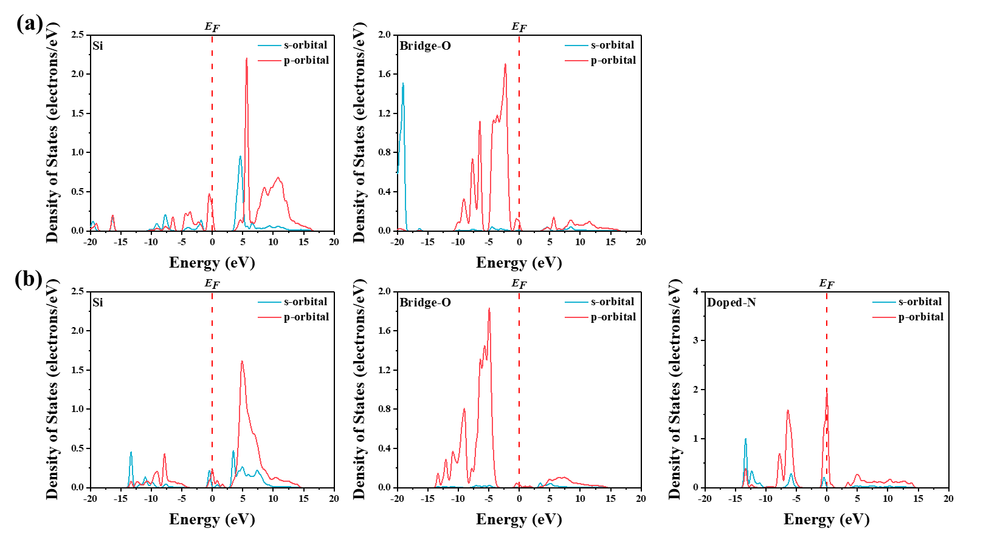 (a)
E_F
Si
s-orbital
p-orbital
Density of States (electrons/eV)
2.5
2.0
1.5
1.0
0.5
0.0
-20 -15 -10 -5 0 5 10 15 20
Energy (eV)
E_F
Bridge-O
s-orbital
p-orbital
Density of States (electrons/eV)
2.0
1.6
1.2
0.8
0.4
0.0
-20 -15 -10 -5 0 5 10 15 20
Energy (eV)
(b)
E_F
Si
s-orbital
p-orbital
Density of States (electrons/eV)
2.5
2.0
1.5
1.0
0.5
0.0
-20 -15 -10 -5 0 5 10 15 20
Energy (eV)
E_F
Bridge-O
s-orbital
p-orbital
Density of States (electrons/eV)
2.0
1.6
1.2
0.8
0.4
0.0
-20 -15 -10 -5 0 5 10 15 20
Energy (eV)
E_F
Doped-N
s-orbital
p-orbital
Density of States (electrons/eV)
4
3
2
1
0
-20 -15 -10 -5 0 5 10 15 20
Energy (eV)